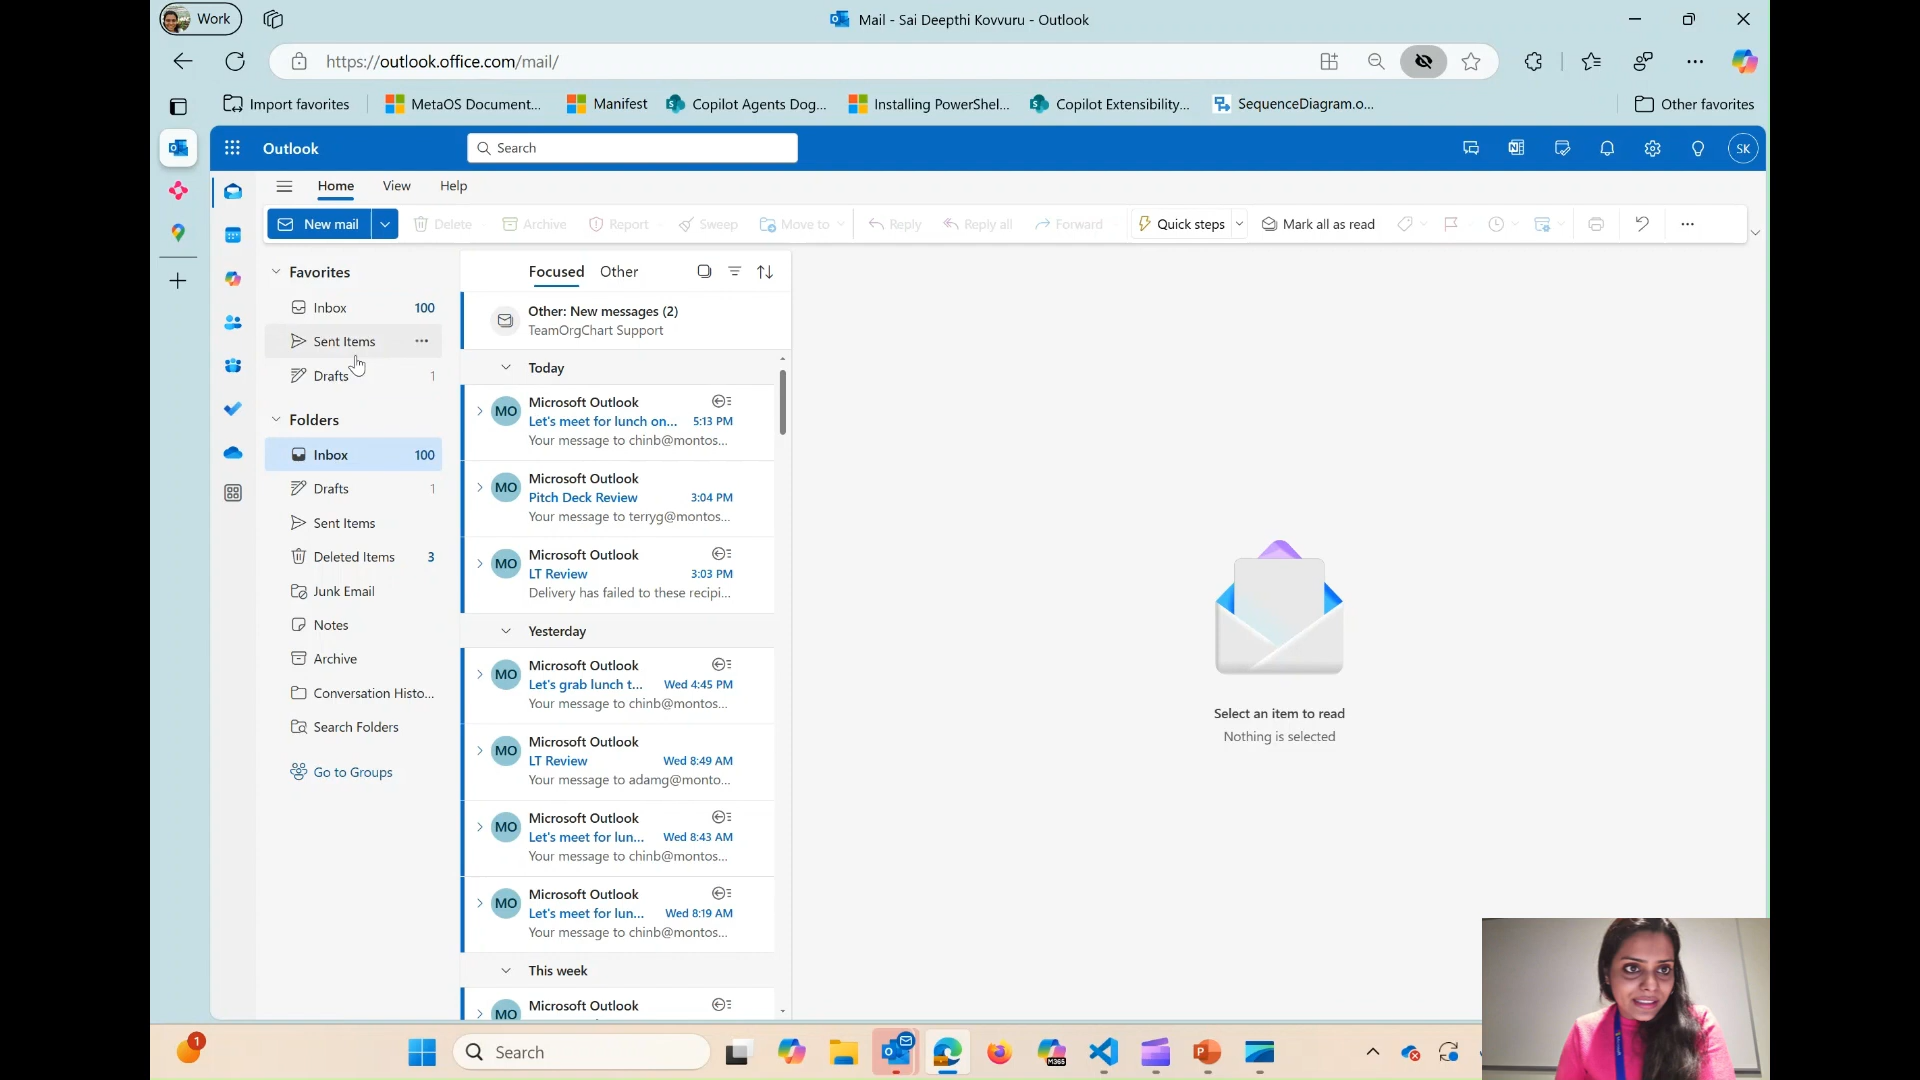 Work
Mail - Sai Deepthi Kovvuru - Outlook
https://outlook.office.com/mail/
Import favorites
MetaOS Document...
Manifest
Copilot Agents Dog...
Installing PowerShel...
Copilot Extensibility...
SequenceDiagram.o...
Other favorites
Outlook
Search
SK
Home
View
Help
New mail
Delete
Archive
Report
Sweep
Move to
Reply
Reply all
Forward
Quick steps
Mark all as read
Favorites
Inbox 100
Sent Items
Drafts 1
Folders
Inbox 100
Drafts 1
Sent Items
Deleted Items 3
Junk Email
Notes
Archive
Conversation Histo...
Search Folders
Go to Groups
Focused Other
Other: New messages (2)
TeamOrgChart Support
Today
MO
Microsoft Outlook
Let's meet for lunch on... 5:13 PM
Your message to chinb@montos...
MO
Microsoft Outlook
Pitch Deck Review 3:04 PM
Your message to terryg@montos...
MO
Microsoft Outlook
LT Review 3:03 PM
Delivery has failed to these recipi...
Yesterday
MO
Microsoft Outlook
Let's grab lunch t... Wed 4:45 PM
Your message to chinb@montos...
MO
Microsoft Outlook
LT Review Wed 8:49 AM
Your message to adamg@monto...
MO
Microsoft Outlook
Let's meet for lun... Wed 8:43 AM
Your message to chinb@montos...
MO
Microsoft Outlook
Let's meet for lun... Wed 8:19 AM
Your message to chinb@montos...
This week
MO
Microsoft Outlook
Select an item to read
Nothing is selected
1
Search
M365